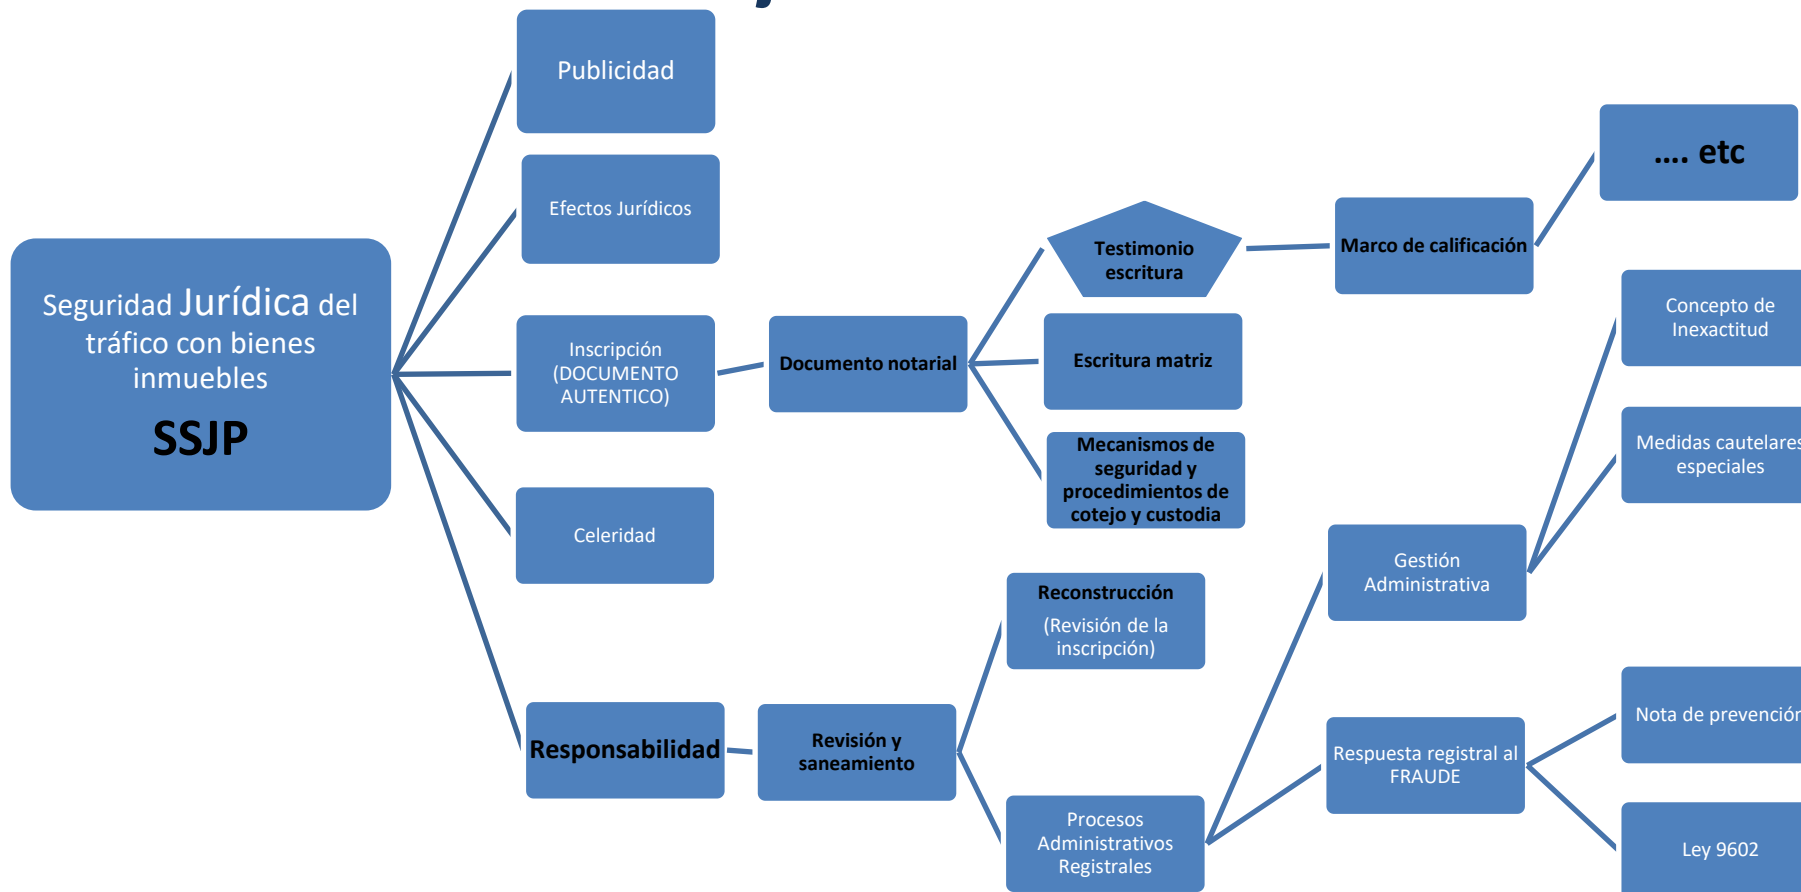 Seguridad Jurídica del
tráfico con bienes
inmuebles
SSJP
Publicidad
Efectos Jurídicos
Inscripción
(DOCUMENTO
AUTENTICO)
Celeridad
Responsabilidad
Documento notarial
Revisión y
saneamiento
Testimonio
escritura
Escritura matriz
Mecanismos de
seguridad y
procedimientos de
cotejo y custodia
Reconstrucción
(Revisión de la
inscripción)
Procesos
Administrativos
Registrales
Marco de calificación
Gestión
Administrativa
Respuesta registral al
FRAUDE
.... etc
Concepto de
Inexactitud
Medidas cautelares
especiales
Nota de prevención
Ley 9602